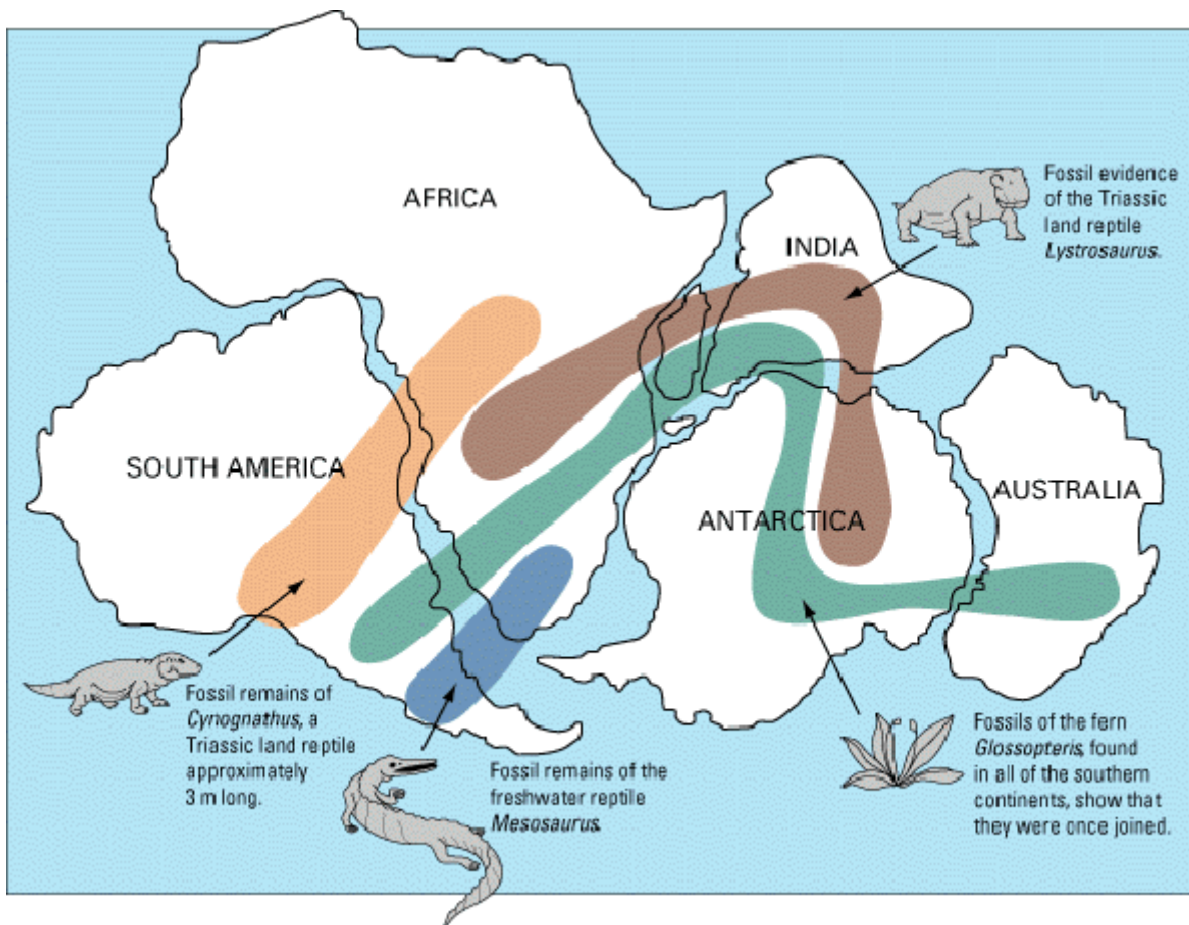 AFRICA
INDIA
Fossil evidence
of the Triassic
land reptile
Lystrosaurus.
SOUTH AMERICA
ANTARCTICA
AUSTRALIA
Fossil remains of
Cynognathus, a
Triassic land reptile
approximately
3 m long.
Fossil remains of the
freshwater reptile
Mesosaurus.
Fossils of the fern
Glossopteris, found
in all of the southern
continents, show that
they were once joined.